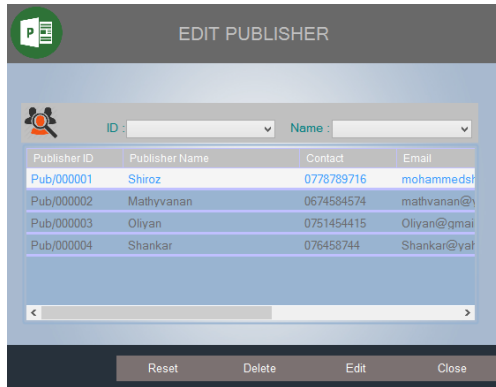 P
EDIT PUBLISHER
ID : Name :
Publisher ID Publisher Name Contact Email
Pub/000001 Shiroz 0778789716 mohammedsh
Pub/000002 Mathyvanan 0674584574 mathvanan@y
Pub/000003 Oliyan 0751454415 Oliyan@gmai
Pub/000004 Shankar 076458744 Shankar@yah
Reset Delete Edit Close